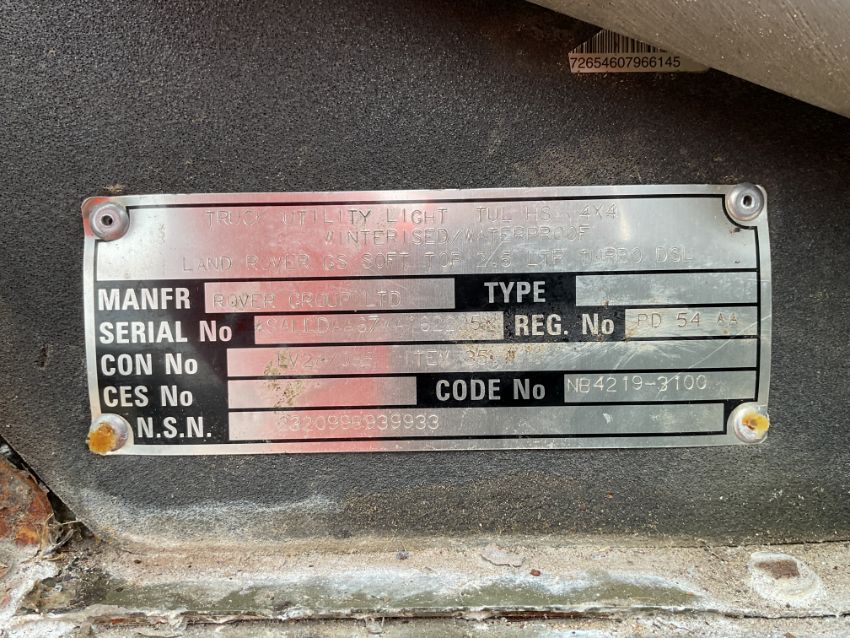 72654607966145
TRUCK UTILITY LIGHT TUL HS 4X4
WINTERISED/WATERPROOF
LAND ROVER GS SOFT TOP 2.5 LTR TURBO DSL
MANFR ROVER GROUP LTD TYPE
SERIAL No REG. No PD 54 AA
CON No ITEM
CES No CODE No NB4219-3100
N.S.N. 2320996939933